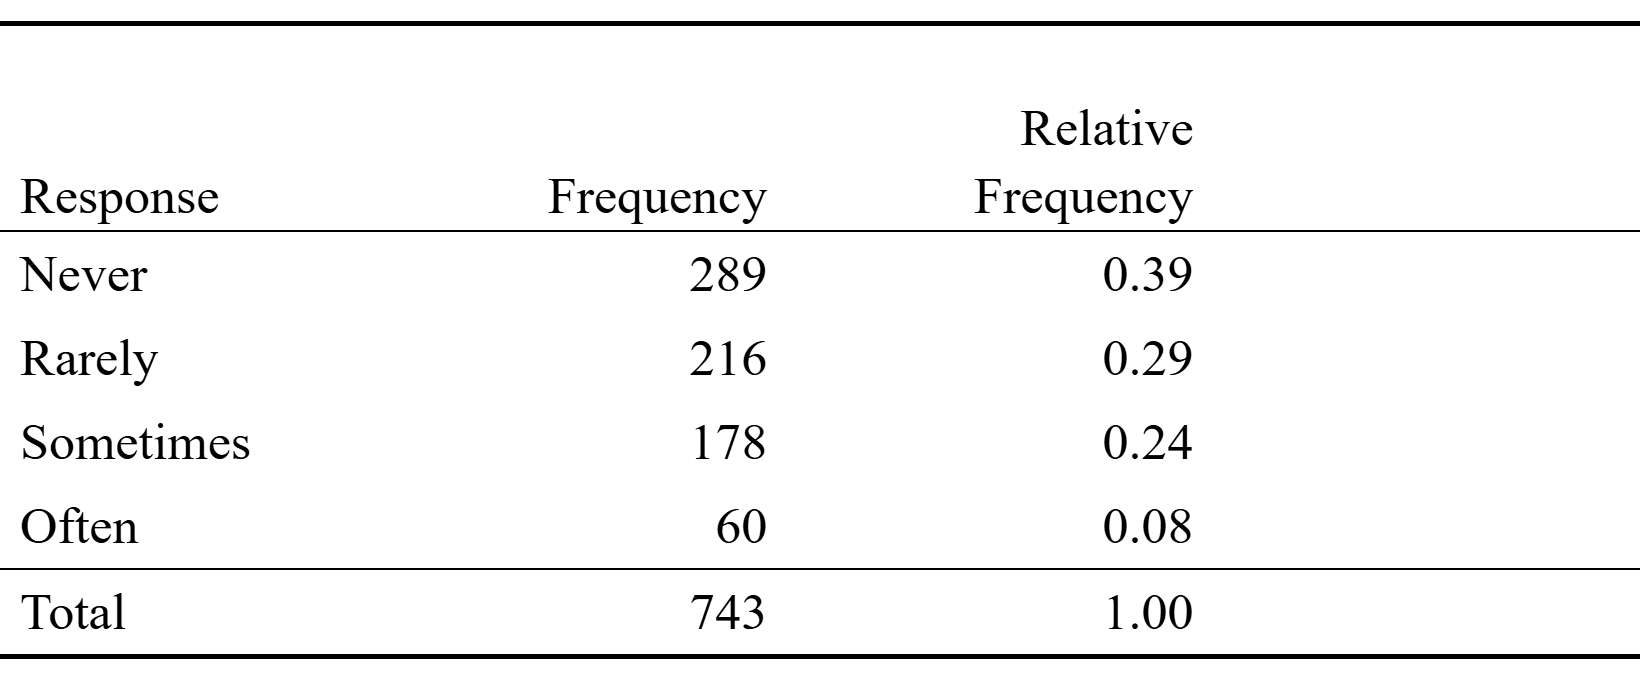 Relative
Response Frequency Frequency
Never 289 0.39
Rarely 216 0.29
Sometimes 178 0.24
Often 60 0.08
Total 743 1.00